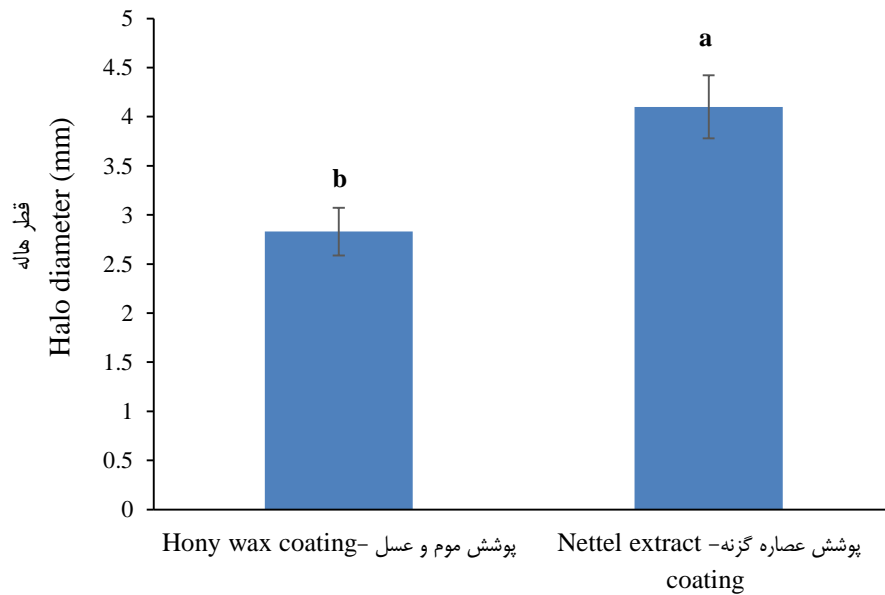 قطر هاله
Halo diameter (mm)
5
4.5
4
3.5
3
2.5
2
1.5
1
0.5
0
b
a
Hony wax coating- پوشش موم و عسل
Nettel extract -پوشش عصاره گزنه
coating